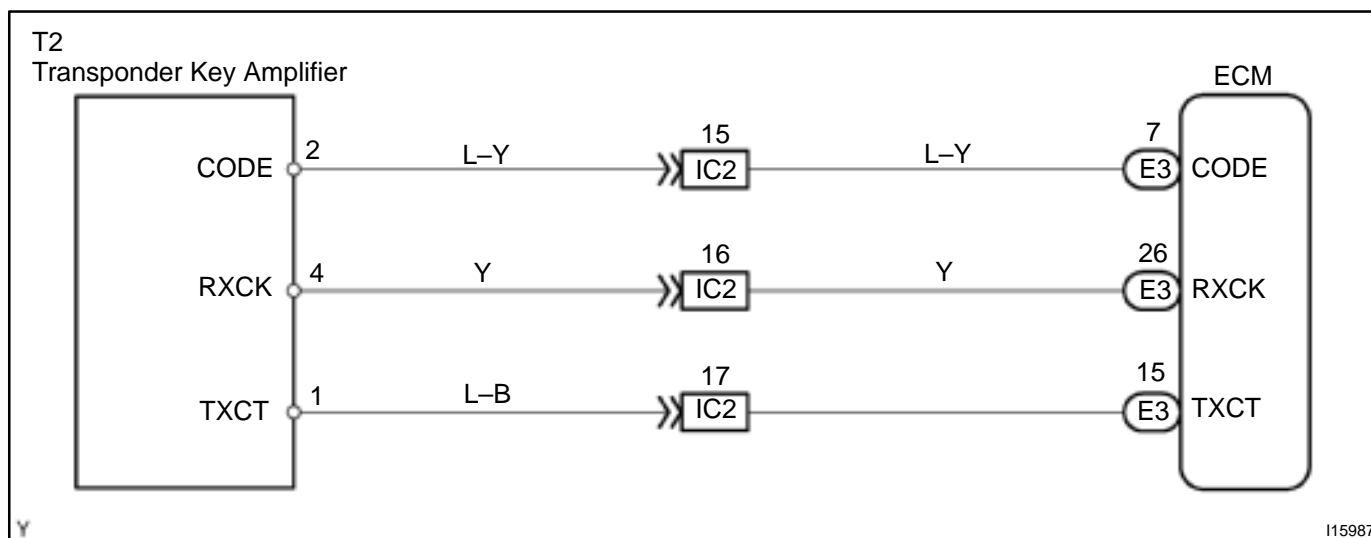 T2
Transponder Key Amplifier
ECM
CODE 2 L–Y 15 IC2 L–Y 7 E3 CODE
RXCK 4 Y 16 IC2 Y 26 E3 RXCK
TXCT 1 L–B 17 IC2 15 E3 TXCT
Y
I15987